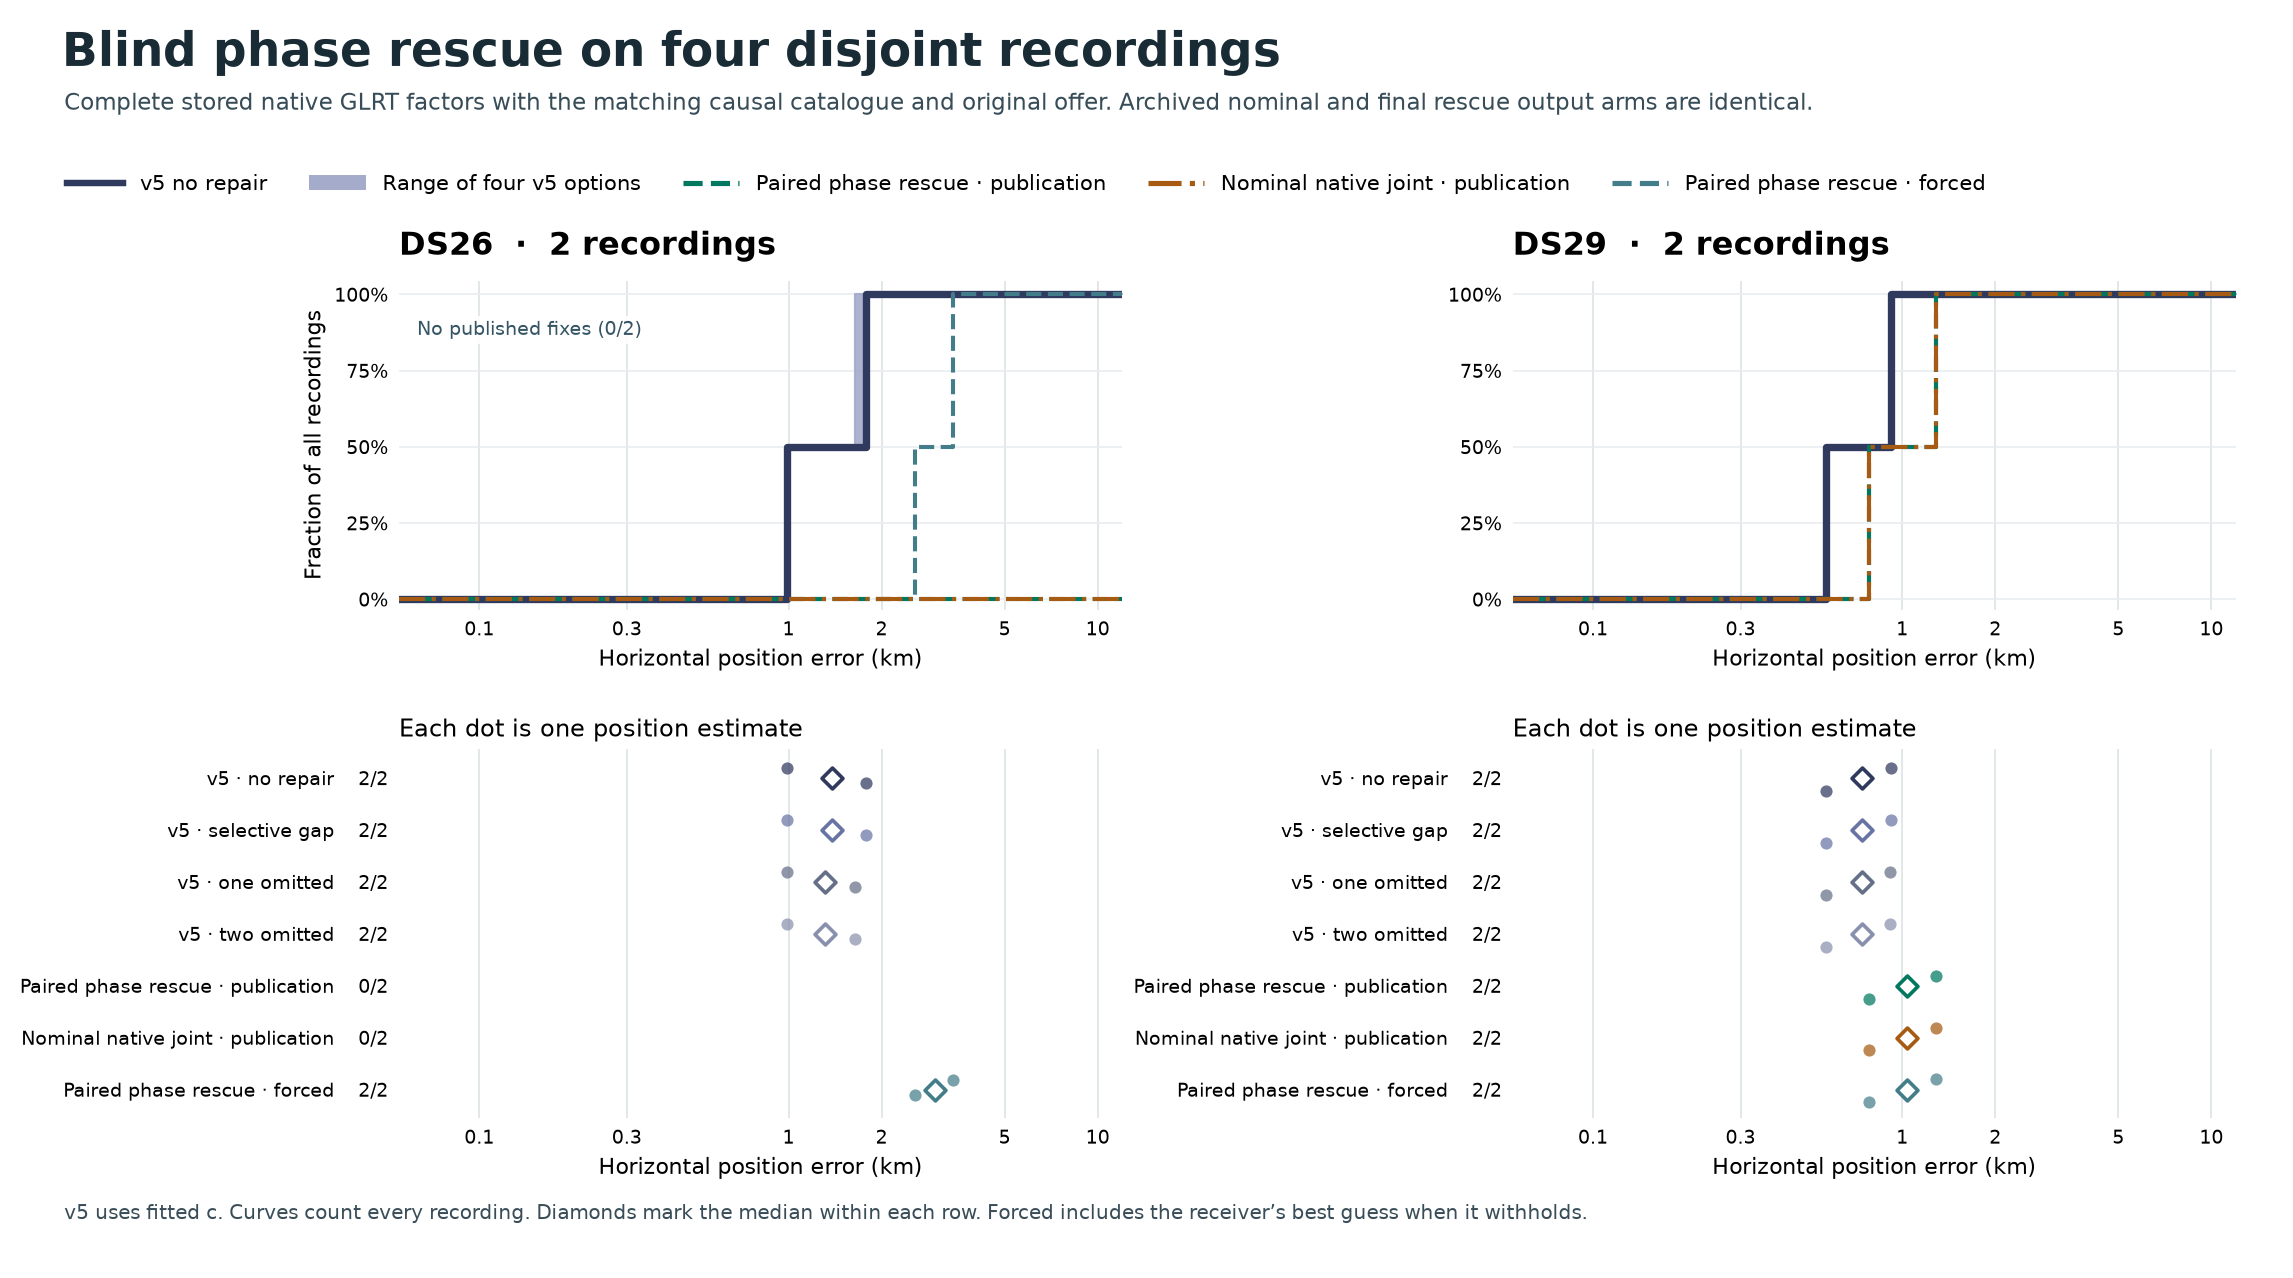 Blind phase rescue on four disjoint recordings
Complete stored native GLRT factors with the matching causal catalogue and original offer. Archived nominal and final rescue output arms are identical.
v5 no repair
Range of four v5 options
Paired phase rescue · publication
Nominal native joint · publication
Paired phase rescue · forced
DS26 · 2 recordings
Fraction of all recordings
100%
75%
50%
25%
0%
No published fixes (0/2)
0.1 0.3 1 2 5 10
Horizontal position error (km)
DS29 · 2 recordings
100%
75%
50%
25%
0%
0.1 0.3 1 2 5 10
Horizontal position error (km)
Each dot is one position estimate
v5 · no repair 2/2
v5 · selective gap 2/2
v5 · one omitted 2/2
v5 · two omitted 2/2
Paired phase rescue · publication 0/2
Nominal native joint · publication 0/2
Paired phase rescue · forced 2/2
0.1 0.3 1 2 5 10
Horizontal position error (km)
Each dot is one position estimate
v5 · no repair 2/2
v5 · selective gap 2/2
v5 · one omitted 2/2
v5 · two omitted 2/2
Paired phase rescue · publication 2/2
Nominal native joint · publication 2/2
Paired phase rescue · forced 2/2
0.1 0.3 1 2 5 10
Horizontal position error (km)
v5 uses fitted c. Curves count every recording. Diamonds mark the median within each row. Forced includes the receiver’s best guess when it withholds.